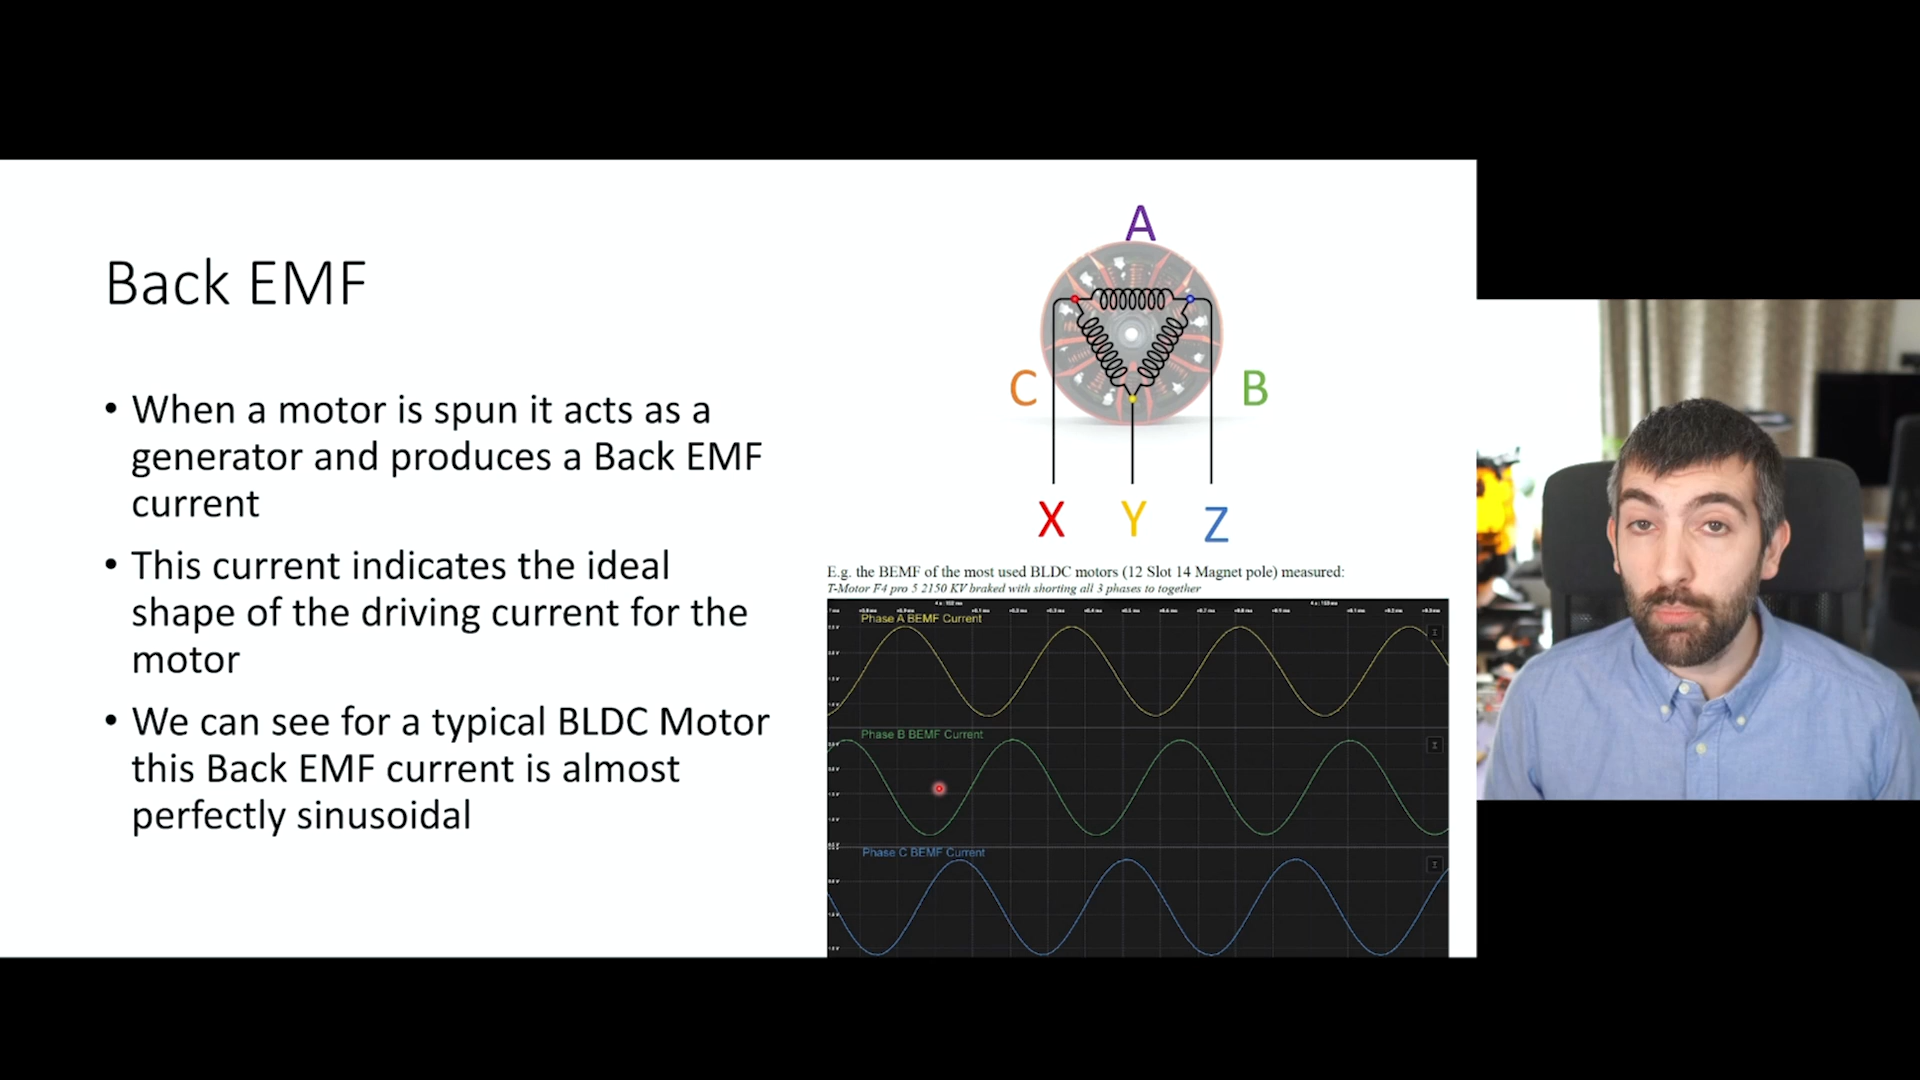 Back EMF
• When a motor is spun it acts as a
generator and produces a Back EMF
current
• This current indicates the ideal
shape of the driving current for the
motor
• We can see for a typical BLDC Motor
this Back EMF current is almost
perfectly sinusoidal
A
C
B
X Y Z
E.g. the BEMF of the most used BLDC motors (12 Slot 14 Magnet pole) measured:
T-Motor F4 pro 5 2150 KV braked with shorting all 3 phases to together
Phase A BEMF Current
Phase B BEMF Current
Phase C BEMF Current